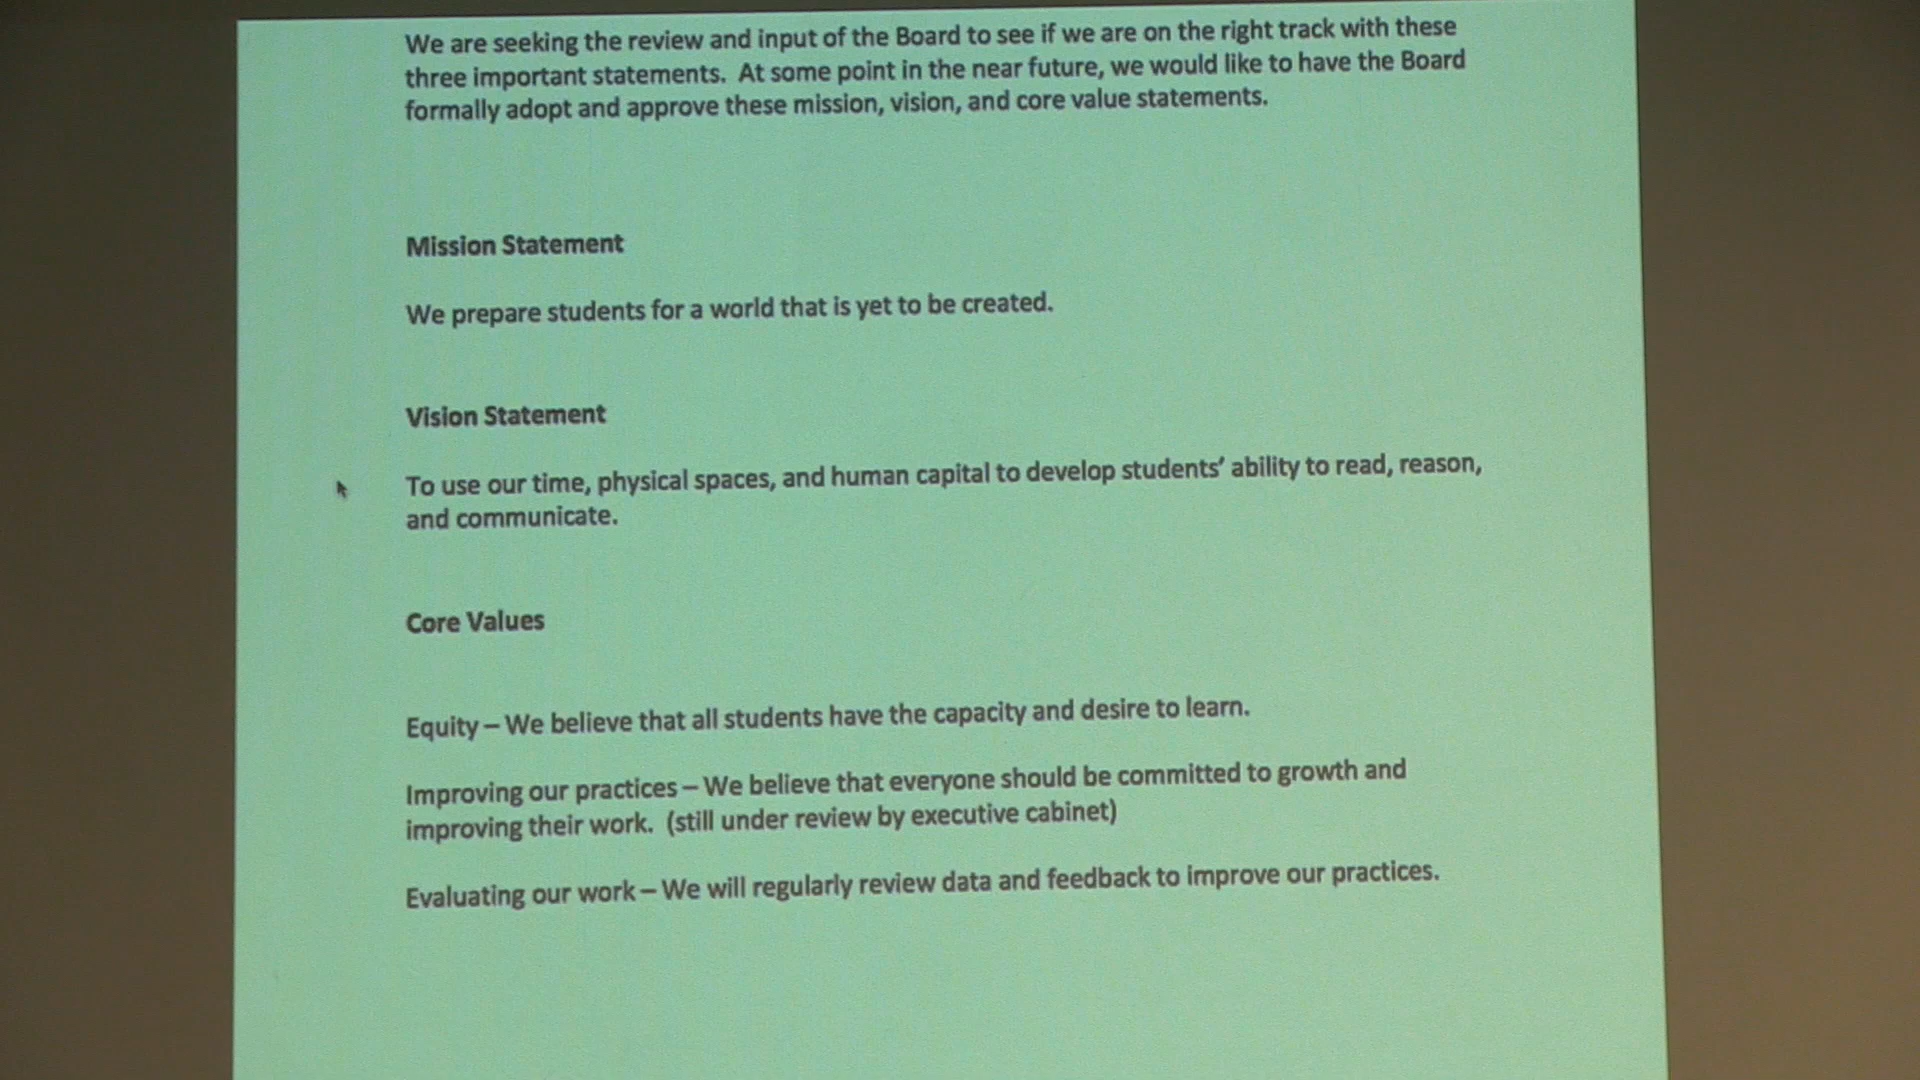 We are seeking the review and input of the Board to see if we are on the right track with these
three important statements. At some point in the near future, we would like to have the Board
formally adopt and approve these mission, vision, and core value statements.
Mission Statement
We prepare students for a world that is yet to be created.
Vision Statement
To use our time, physical spaces, and human capital to develop students’ ability to read, reason,
and communicate.
Core Values
Equity – We believe that all students have the capacity and desire to learn.
Improving our practices – We believe that everyone should be committed to growth and
improving their work. (still under review by executive cabinet)
Evaluating our work – We will regularly review data and feedback to improve our practices.